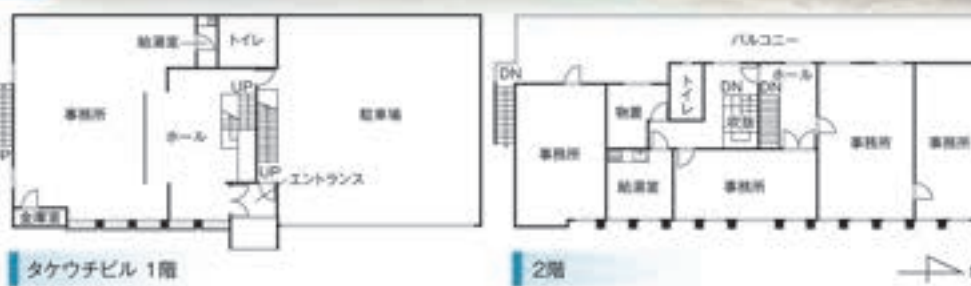 給湯室
トイレ
UP
事務所
ホール
駐車場
UP
エントランス
金庫室
タケウチビル 1階
バルコニー
DN
トイレ
DN
DN
ホール
物置
吹抜
事務所
事務所
事務所
給湯室
事務所
2階